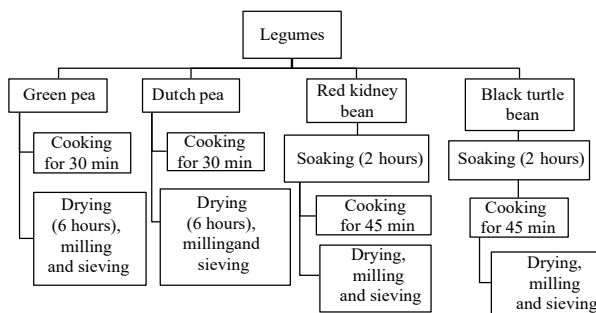 Legumes
Green pea
Cooking
for 30 min
Drying
(6 hours),
milling
and sieving
Dutch pea
Cooking
for 30 min
Drying
(6 hours),
millingand
sieving
Red kidney
bean
Soaking (2 hours)
Cooking
for 45 min
Drying,
milling
and sieving
Black turtle
bean
Soaking (2 hours)
Cooking
for 45 min
Drying,
milling
and sieving